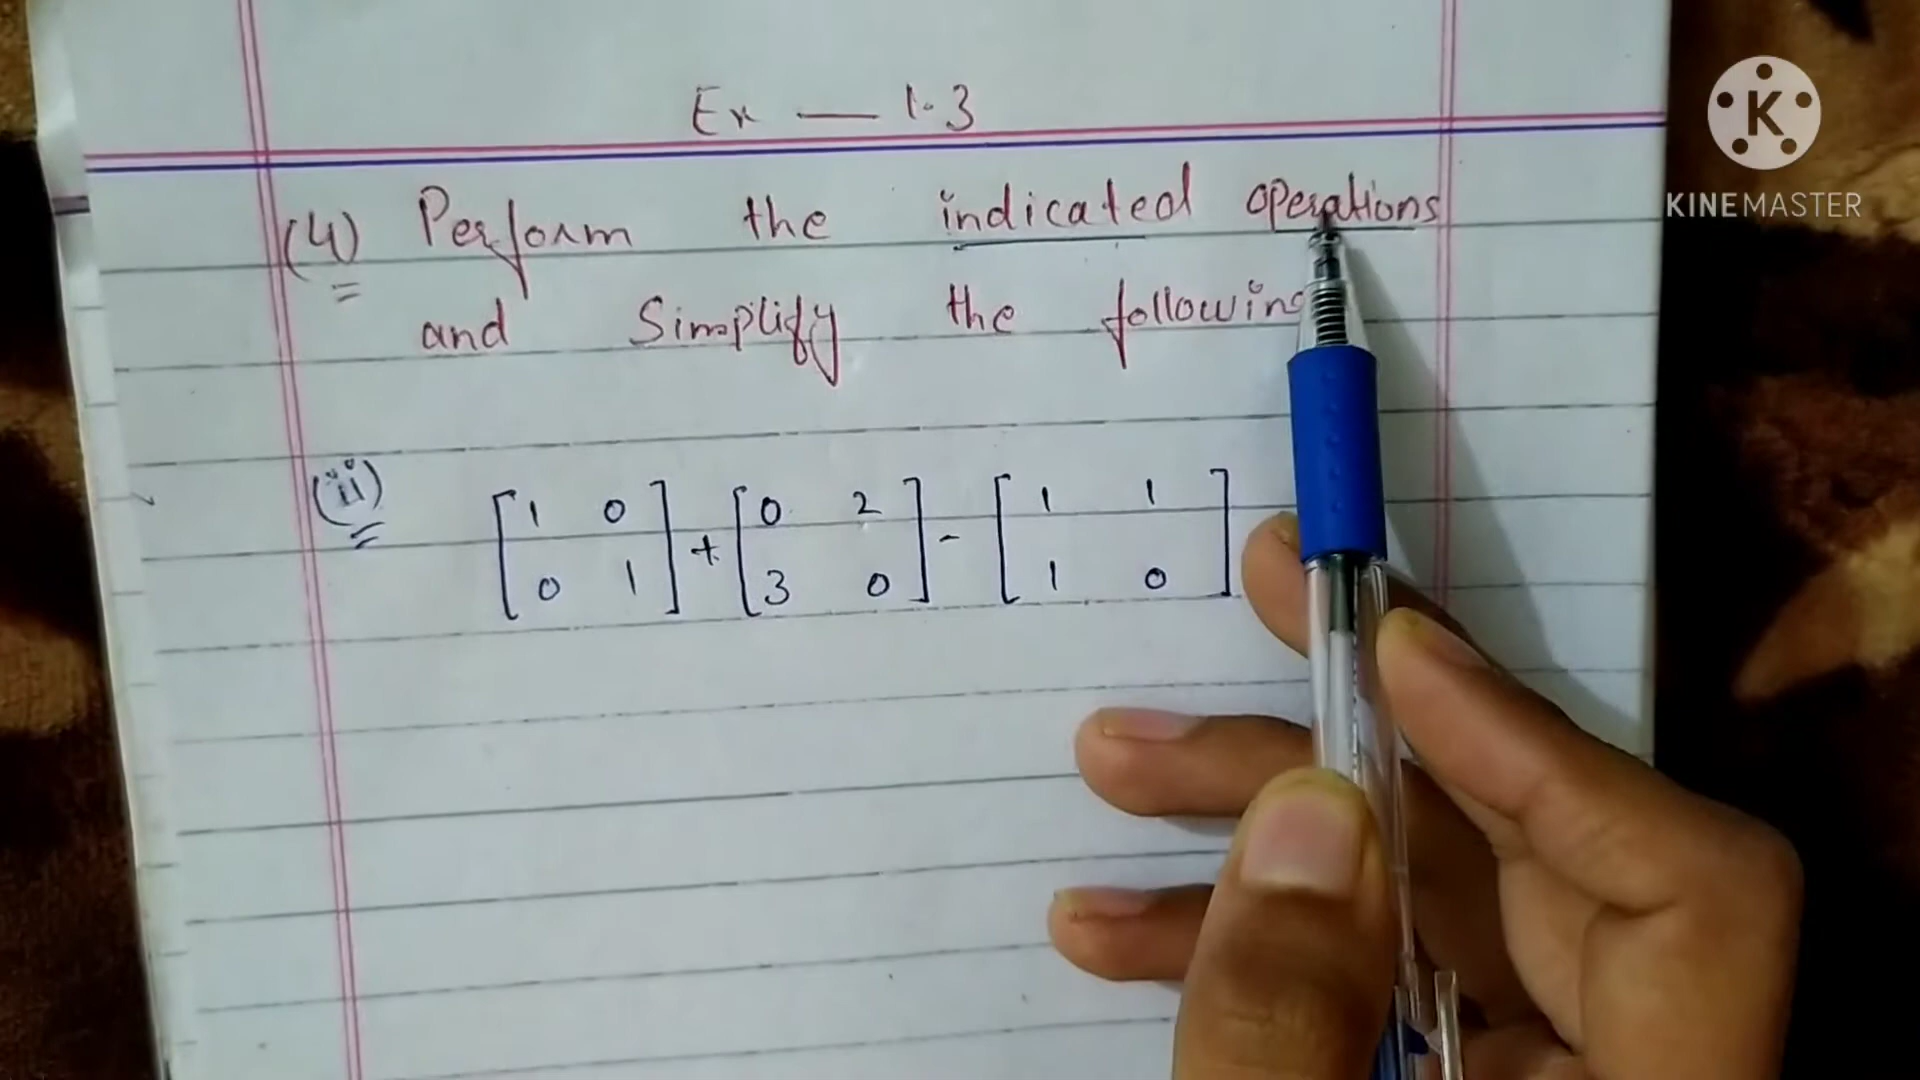 Ex — 1.3
(4) Perform the indicated operations
and Simplify the following
(ii) [1 0 + [0 2 - [1 1
0 1] 3 0] 1 0]
K
KINEMASTER